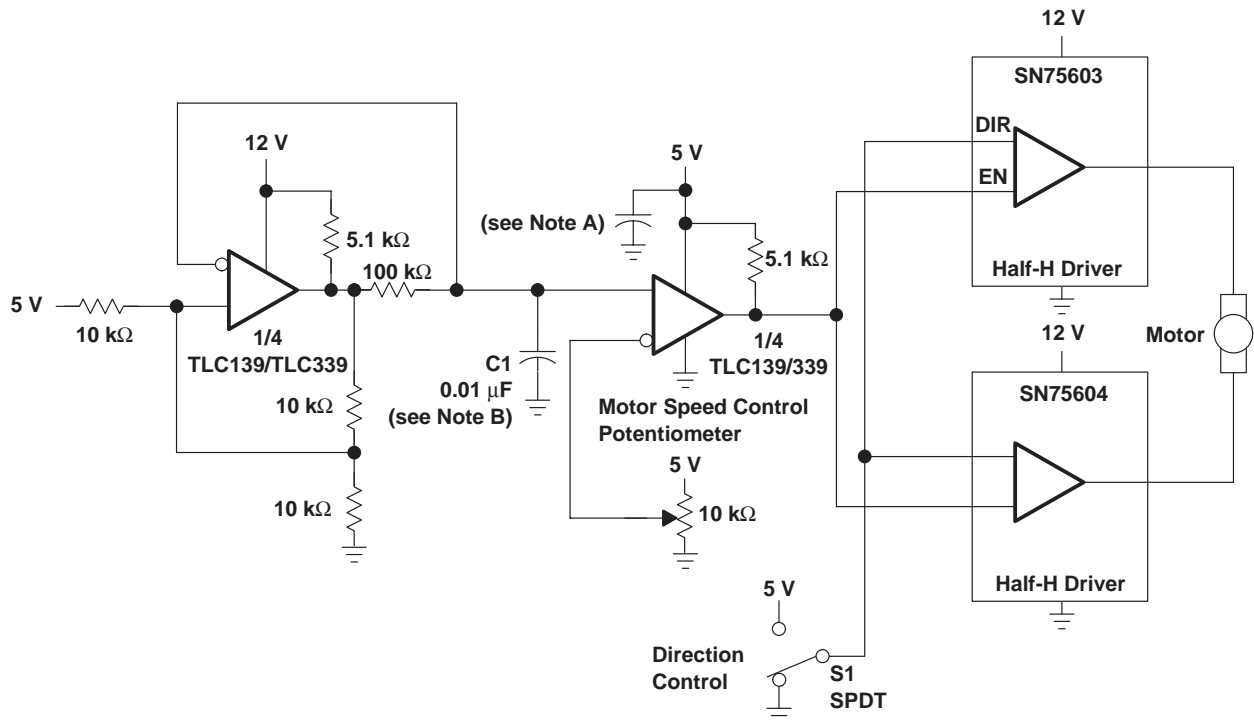 12 V
SN75603
DIR
EN
Half-H Driver
12 V
5.1 kΩ
100 kΩ
5 V
10 kΩ
1/4
TLC139/TLC339
10 kΩ
10 kΩ
5 V
(see Note A)
5.1 kΩ
1/4
TLC139/339
C1
0.01 μF
(see Note B)
Motor Speed Control
Potentiometer
5 V
10 kΩ
12 V
Motor
SN75604
Half-H Driver
5 V
Direction
Control
S1
SPDT